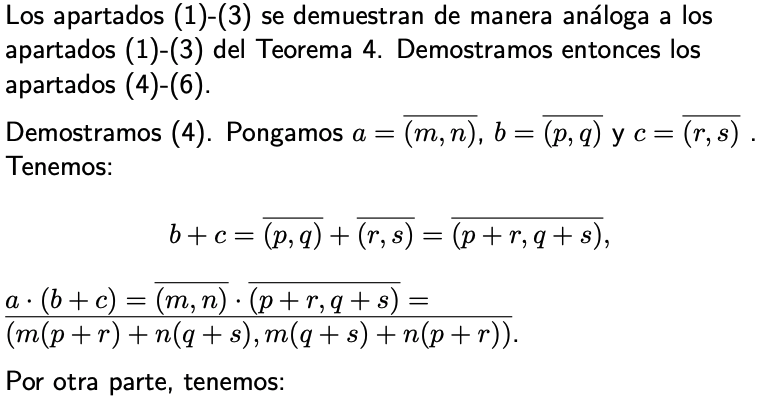 Los apartados (1)-(3) se demuestran de manera análoga a los
apartados (1)-(3) del Teorema 4. Demostramos entonces los
apartados (4)-(6).
Demostramos (4). Pongamos $a = \overline{(m, n)}$, $b = \overline{(p, q)}$ y $c = \overline{(r, s)}$ .
Tenemos:
$b + c = \overline{(p, q)} + \overline{(r, s)} = \overline{(p + r, q + s)},$
$a \cdot (b + c) = \overline{(m, n)} \cdot \overline{(p + r, q + s)} =$
$\overline{(m(p + r) + n(q + s), m(q + s) + n(p + r))}.$
Por otra parte, tenemos: